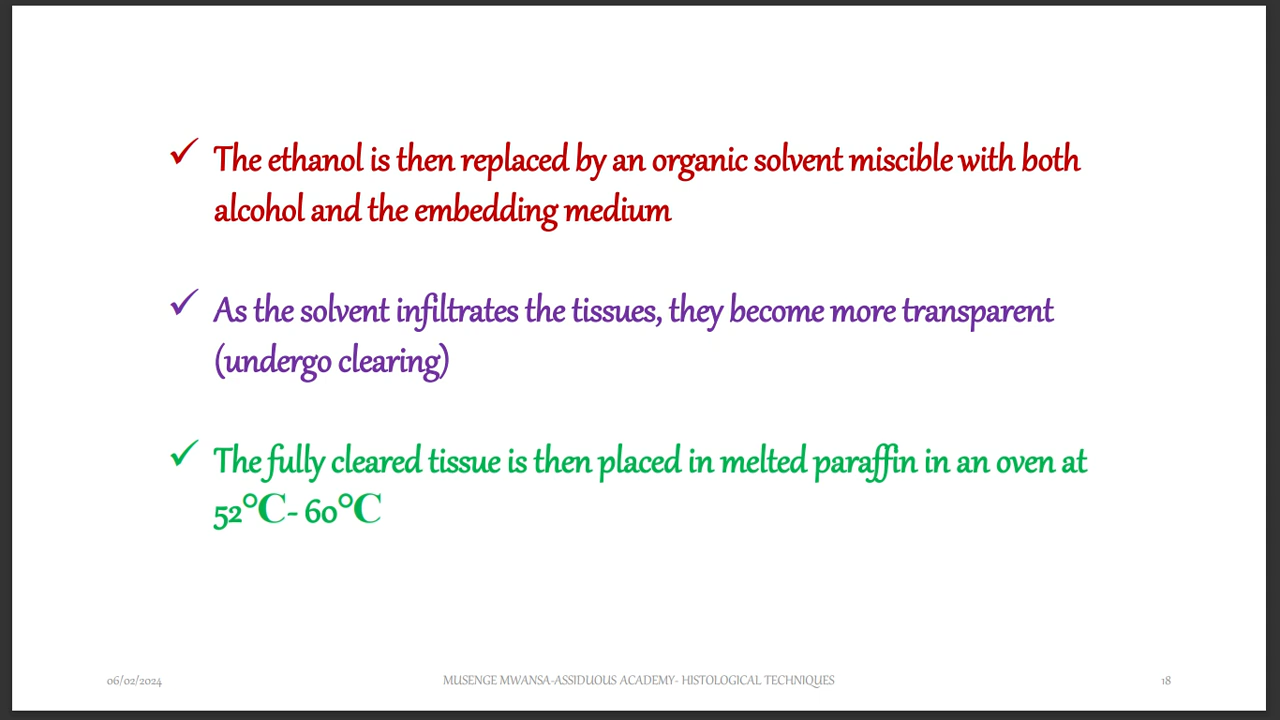 ✓ The ethanol is then replaced by an organic solvent miscible with both
alcohol and the embedding medium
✓ As the solvent infiltrates the tissues, they become more transparent
(undergo clearing)
✓ The fully cleared tissue is then placed in melted paraffin in an oven at
52℃- 60℃
06/02/2024
MUSENGE MWANSA-ASSIDUOUS ACADEMY- HISTOLOGICAL TECHNIQUES
18